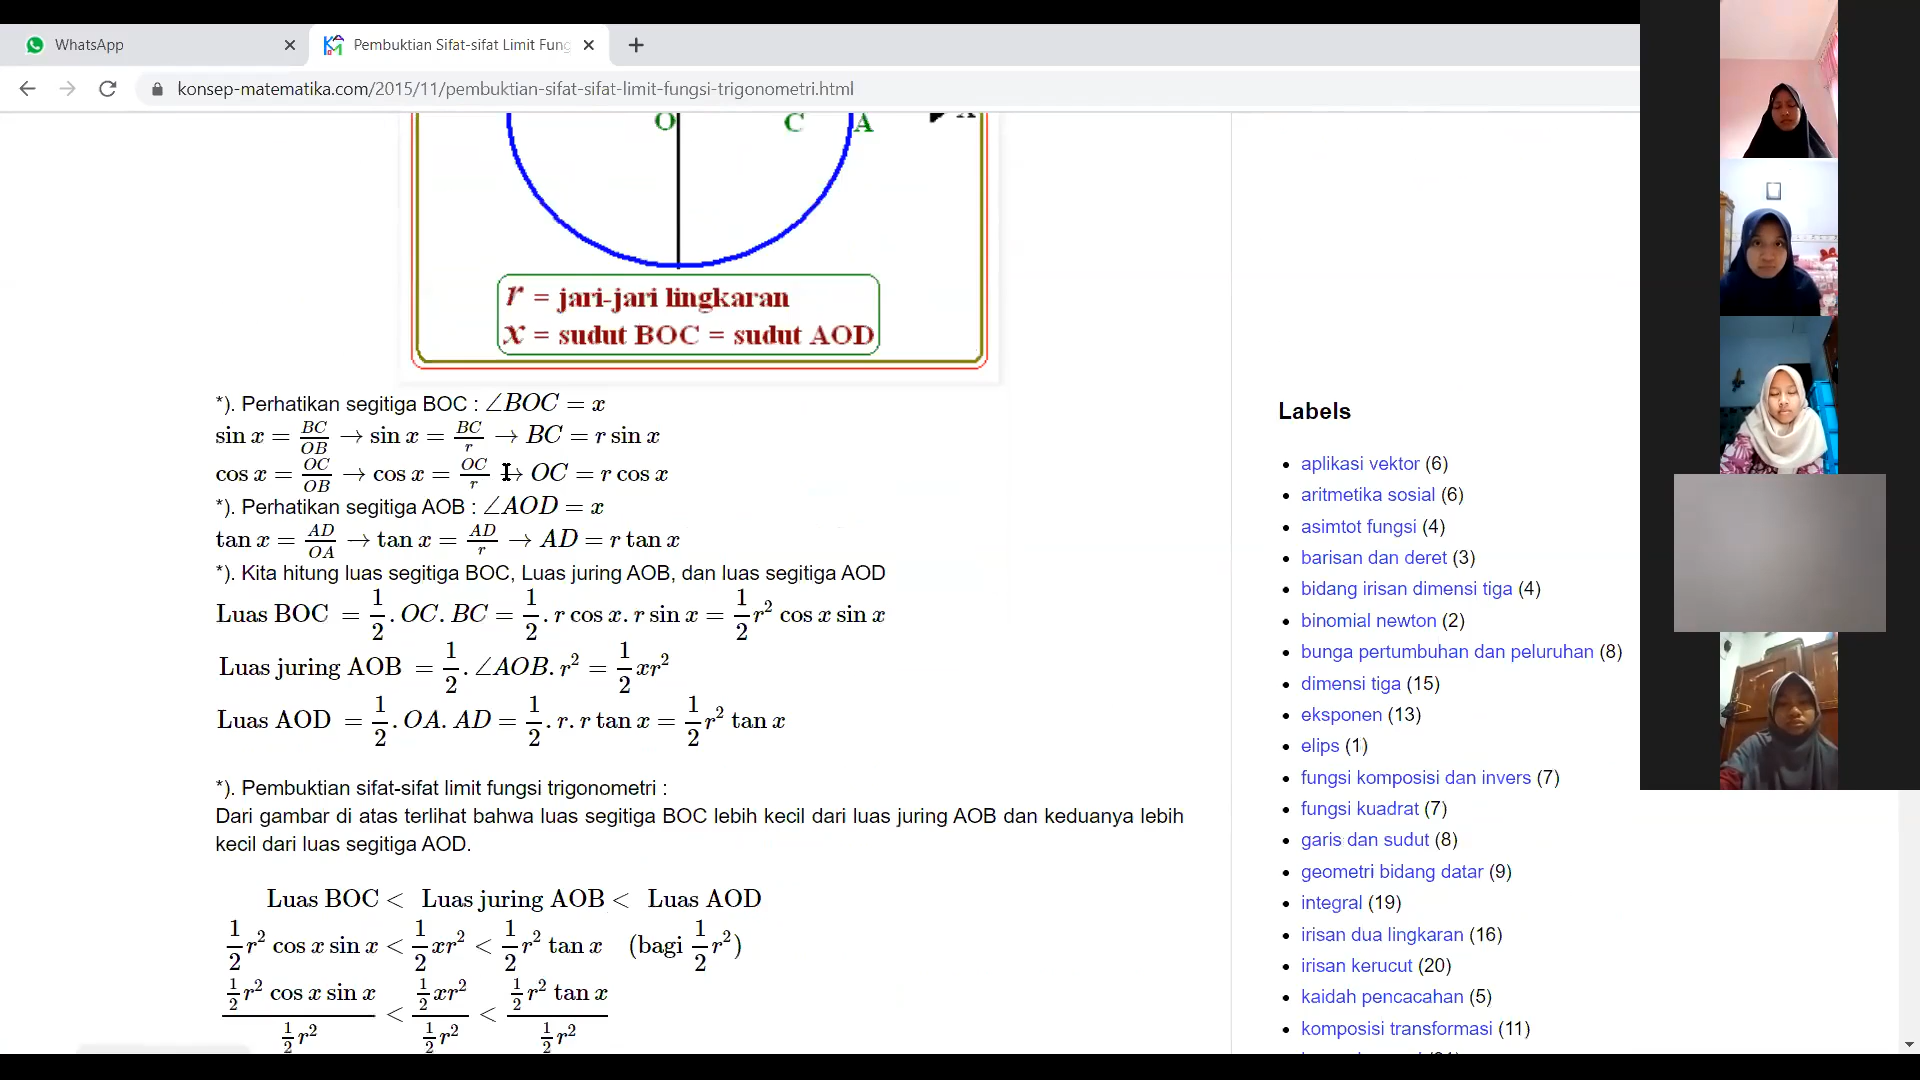 WhatsApp
Pembuktian Sifat-sifat Limit Fung
konsep-matematika.com/2015/11/pembuktian-sifat-sifat-limit-fungsi-trigonometri.html
O C A X
r = jari-jari lingkaran
x = sudut BOC = sudut AOD
*). Perhatikan segitiga BOC : ∠BOC = x
sin x = BC/OB → sin x = BC/r → BC = r sin x
cos x = OC/OB → cos x = OC/r → OC = r cos x
*). Perhatikan segitiga AOB : ∠AOD = x
tan x = AD/OA → tan x = AD/r → AD = r tan x
*). Kita hitung luas segitiga BOC, Luas juring AOB, dan luas segitiga AOD
Luas BOC = 1/2 . OC. BC = 1/2 . r cos x. r sin x = 1/2 r² cos x sin x
Luas juring AOB = 1/2 . ∠AOB. r² = 1/2 xr²
Luas AOD = 1/2 . OA. AD = 1/2 . r. r tan x = 1/2 r² tan x
*). Pembuktian sifat-sifat limit fungsi trigonometri :
Dari gambar di atas terlihat bahwa luas segitiga BOC lebih kecil dari luas juring AOB dan keduanya lebih
kecil dari luas segitiga AOD.
Luas BOC < Luas juring AOB < Luas AOD
1/2 r² cos x sin x < 1/2 xr² < 1/2 r² tan x (bagi 1/2 r²)
(1/2 r² cos x sin x)/(1/2 r²) < (1/2 xr²)/(1/2 r²) < (1/2 r² tan x)/(1/2 r²)
Labels
aplikasi vektor (6)
aritmetika sosial (6)
asimtot fungsi (4)
barisan dan deret (3)
bidang irisan dimensi tiga (4)
binomial newton (2)
bunga pertumbuhan dan peluruhan (8)
dimensi tiga (15)
eksponen (13)
elips (1)
fungsi komposisi dan invers (7)
fungsi kuadrat (7)
garis dan sudut (8)
geometri bidang datar (9)
integral (19)
irisan dua lingkaran (16)
irisan kerucut (20)
kaidah pencacahan (5)
komposisi transformasi (11)